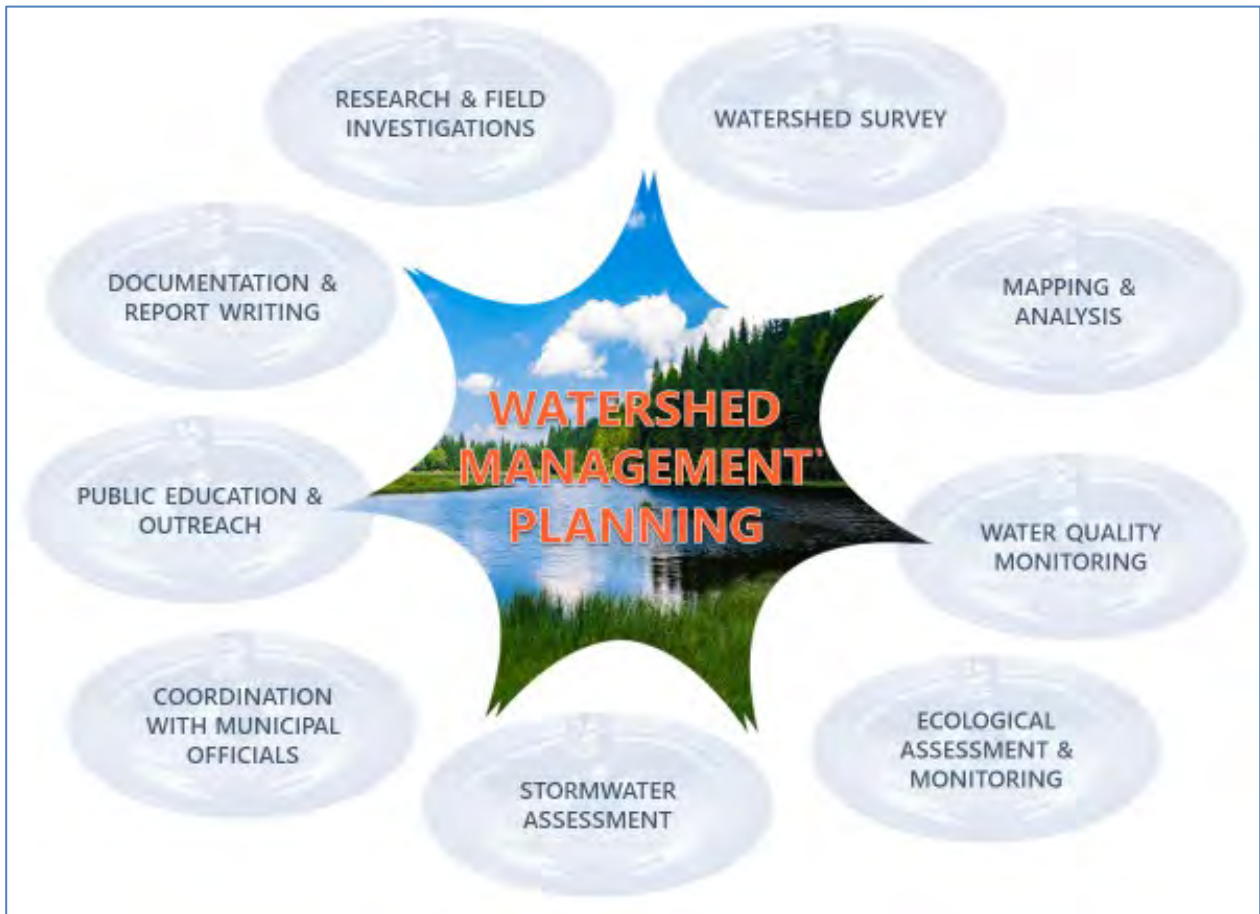 RESEARCH & FIELD
INVESTIGATIONS
WATERSHED SURVEY
DOCUMENTATION &
REPORT WRITING
MAPPING &
ANALYSIS
WATERSHED
MANAGEMENT
PLANNING
PUBLIC EDUCATION &
OUTREACH
WATER QUALITY
MONITORING
COORDINATION
WITH MUNICIPAL
OFFICIALS
STORMWATER
ASSESSMENT
ECOLOGICAL
ASSESSMENT &
MONITORING